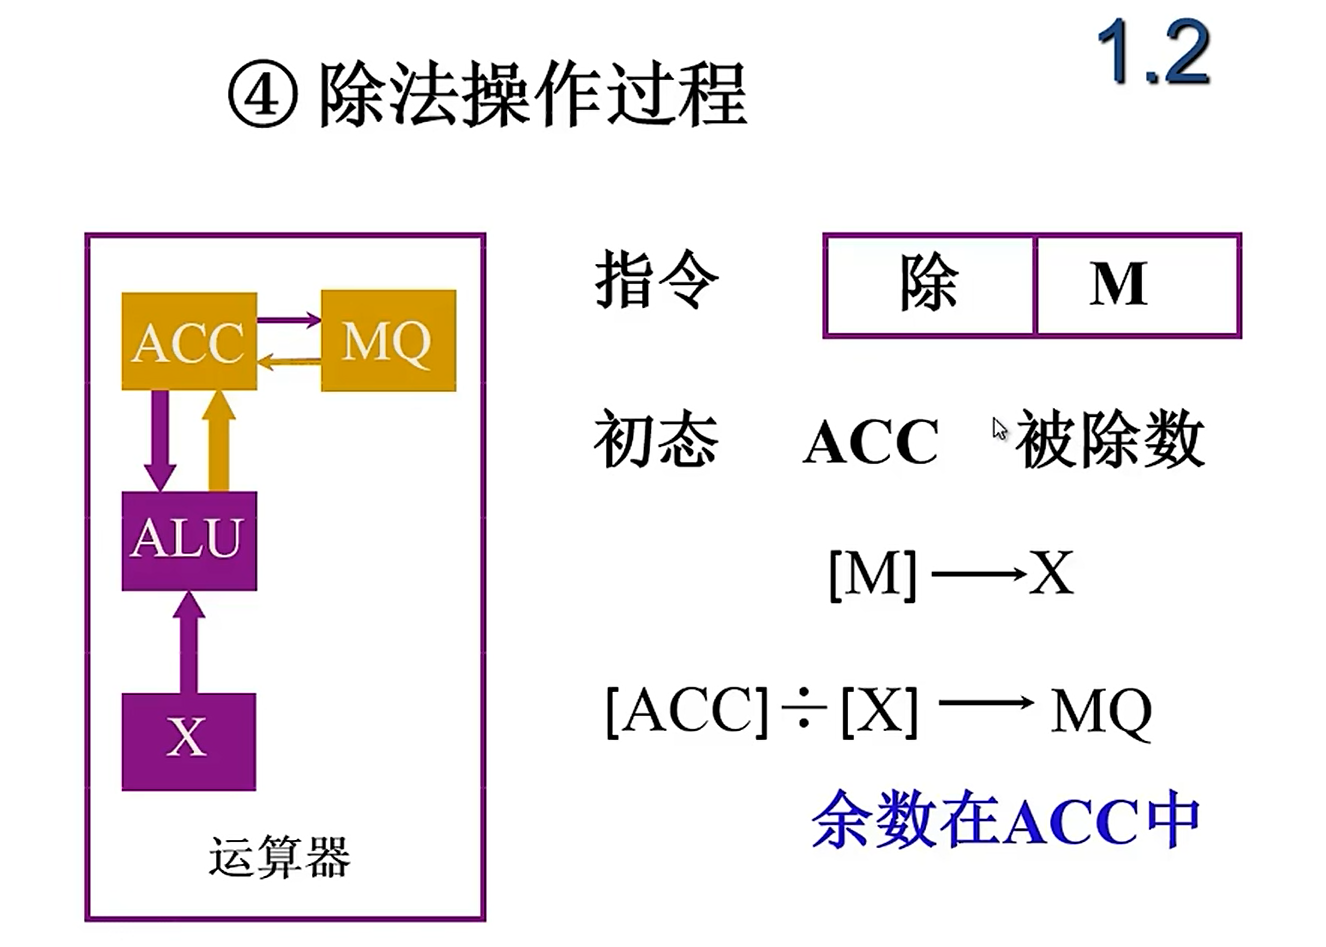 1.2
④ 除法操作过程
ACC
MQ
ALU
X
运算器
指令 除 M
初态 ACC 被除数
[M]⟶X
[ACC]÷[X]⟶MQ
余数在ACC中